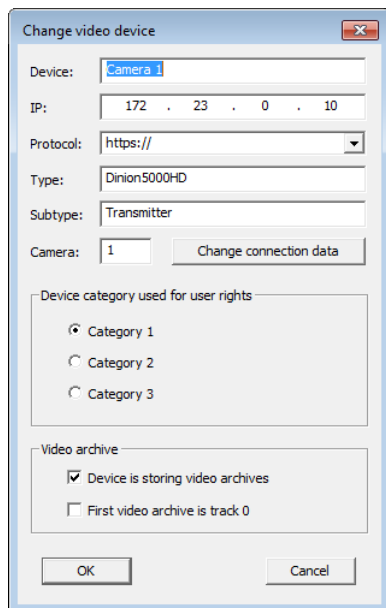 Change video device
Device: Camera 1
IP: 172 . 23 . 0 . 10
Protocol: https://
Type: Dinion5000HD
Subtype: Transmitter
Camera: 1 Change connection data
Device category used for user rights
Category 1
Category 2
Category 3
Video archive
Device is storing video archives
First video archive is track 0
OK Cancel